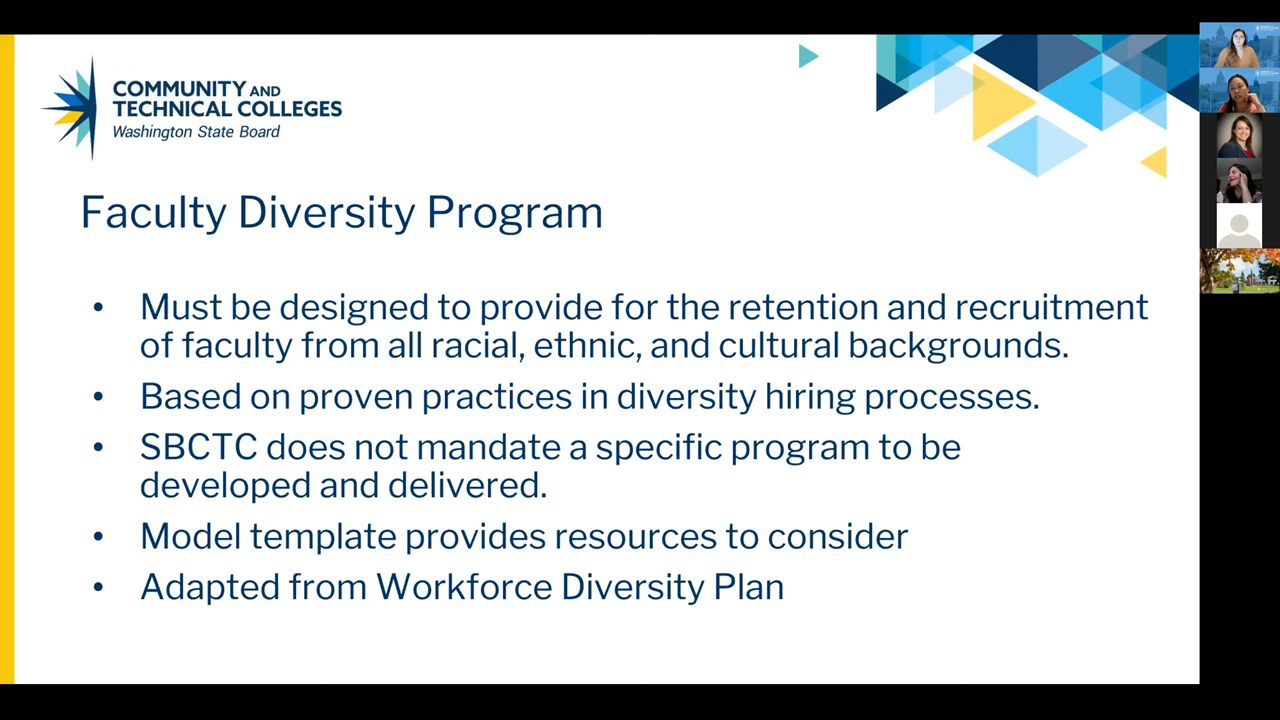 COMMUNITY AND
TECHNICAL COLLEGES
Washington State Board
Faculty Diversity Program
• Must be designed to provide for the retention and recruitment
of faculty from all racial, ethnic, and cultural backgrounds.
• Based on proven practices in diversity hiring processes.
• SBCTC does not mandate a specific program to be
developed and delivered.
• Model template provides resources to consider
• Adapted from Workforce Diversity Plan